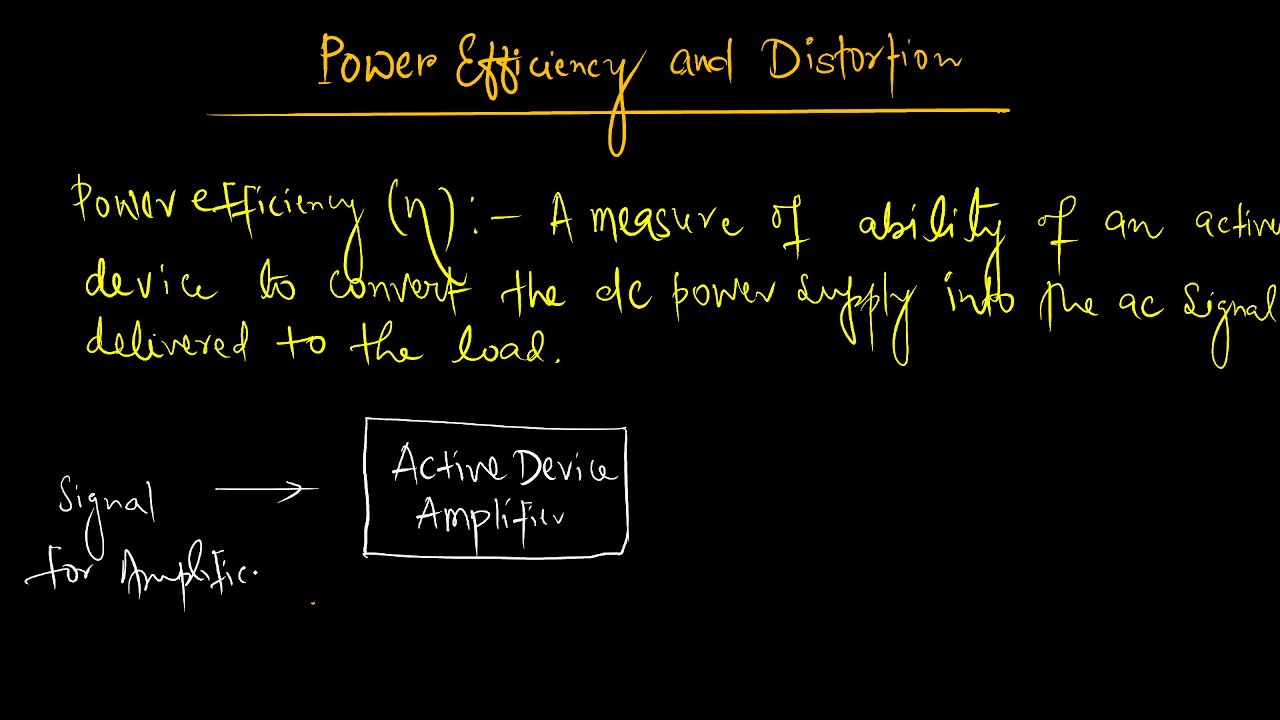 Power Efficiency and Distortion
Power efficiency (η):- A measure of ability of an active
device to convert the dc power supply into the ac signal
delivered to the load.
Active Device
Amplifier
Signal
for Amplific.